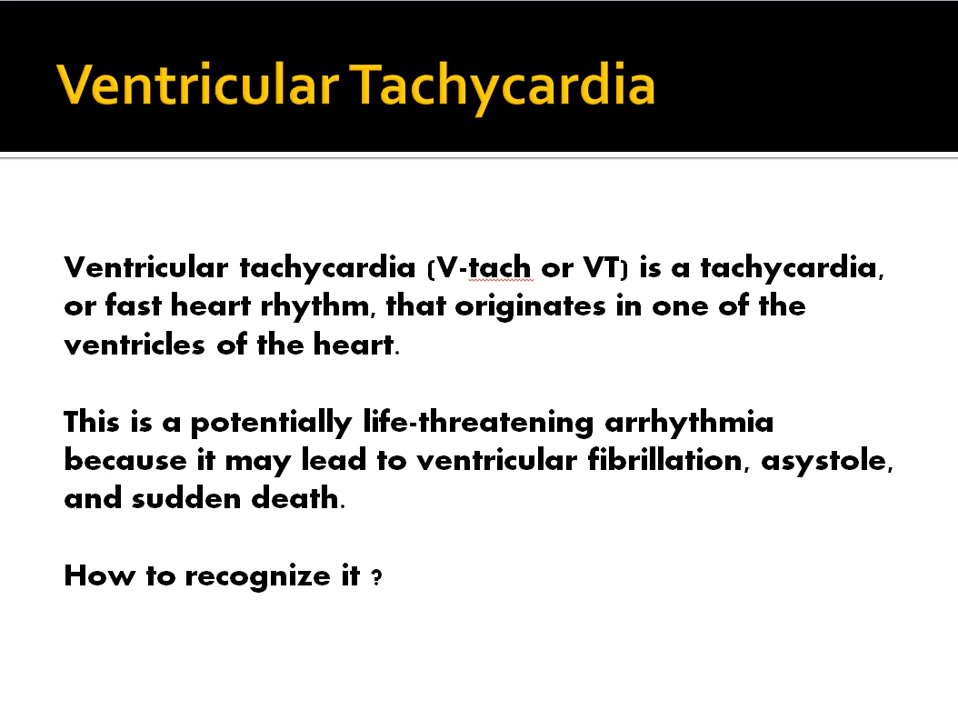 Ventricular Tachycardia
Ventricular tachycardia (V-tach or VT) is a tachycardia,
or fast heart rhythm, that originates in one of the
ventricles of the heart.
This is a potentially life-threatening arrhythmia
because it may lead to ventricular fibrillation, asystole,
and sudden death.
How to recognize it ?